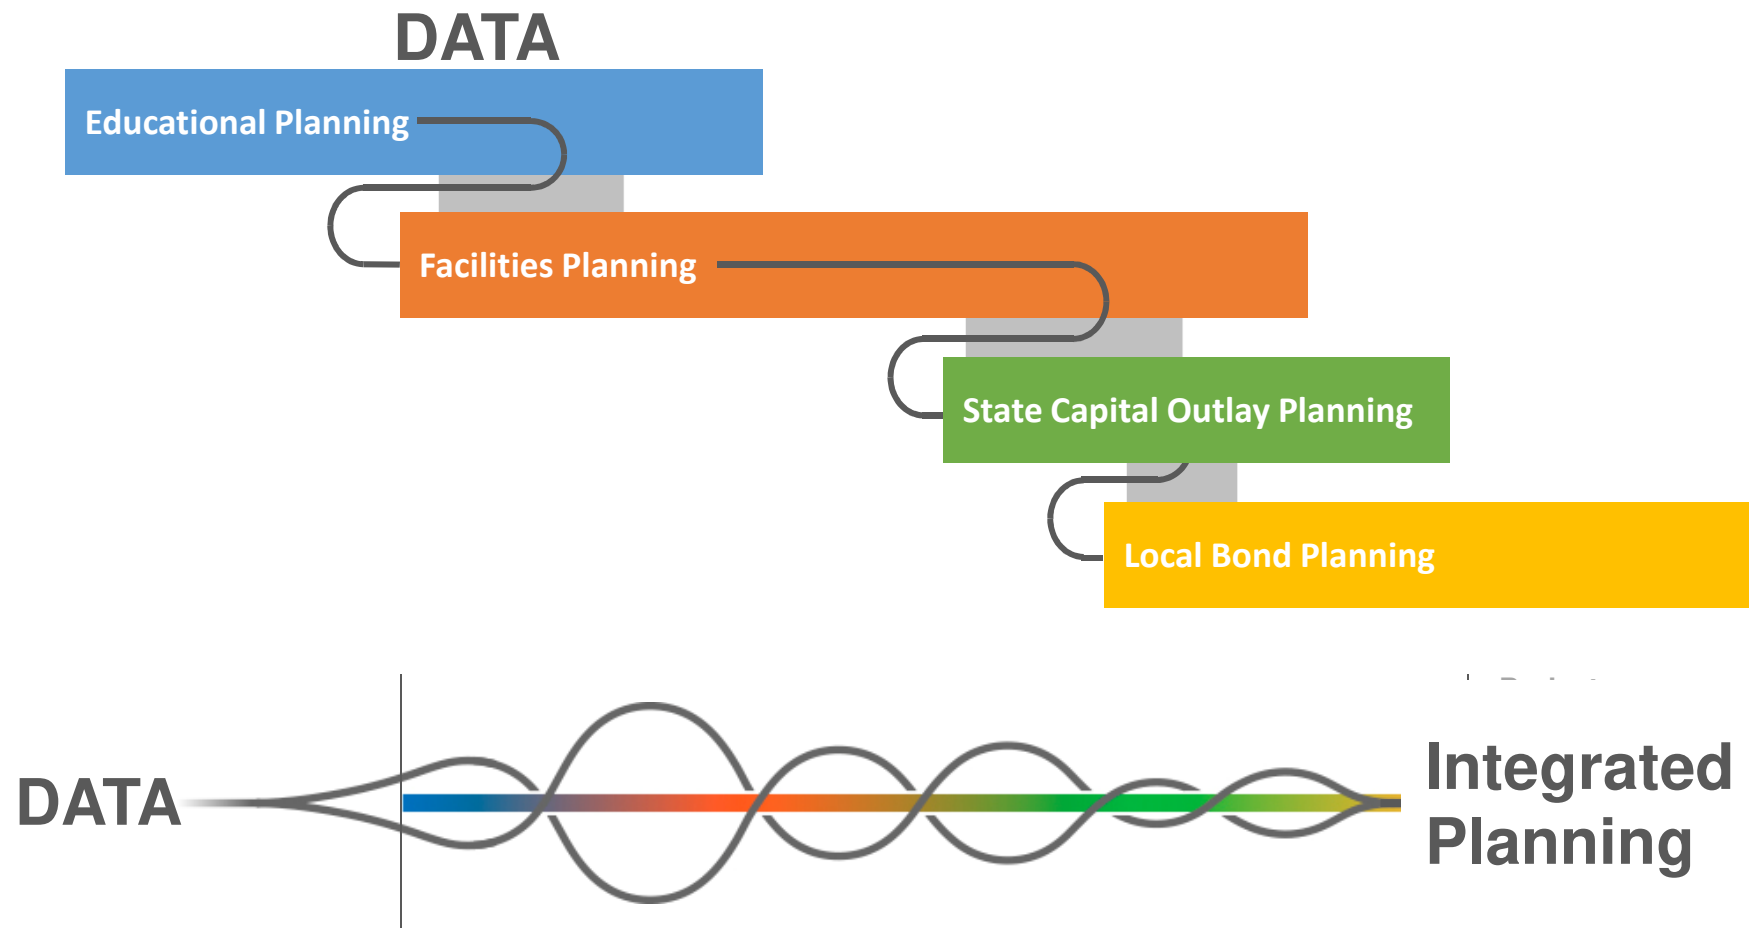 DATA
Educational Planning
Facilities Planning
State Capital Outlay Planning
Local Bond Planning
DATA
Integrated
Planning